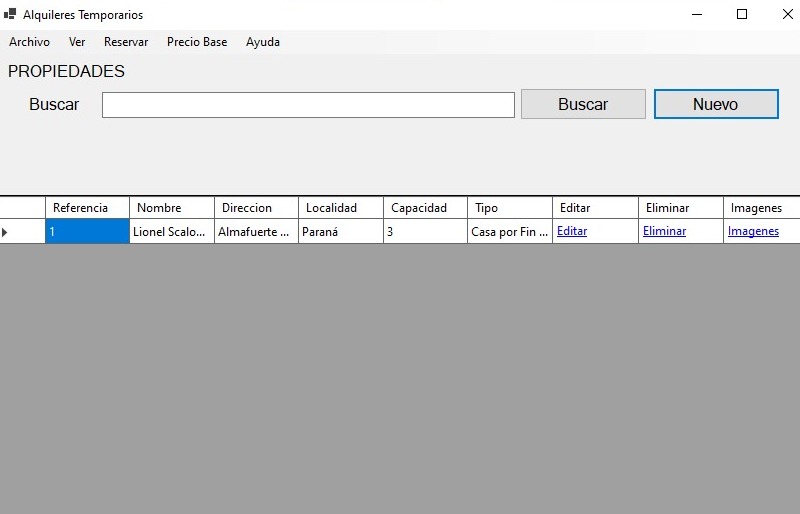 Alquileres Temporarios
Archivo Ver Reservar Precio Base Ayuda
PROPIEDADES
Buscar Buscar Nuevo
Referencia Nombre Direccion Localidad Capacidad Tipo Editar Eliminar Imagenes
1 Lionel Scalo... Almafuerte ... Paraná 3 Casa por Fin ... Editar Eliminar Imagenes